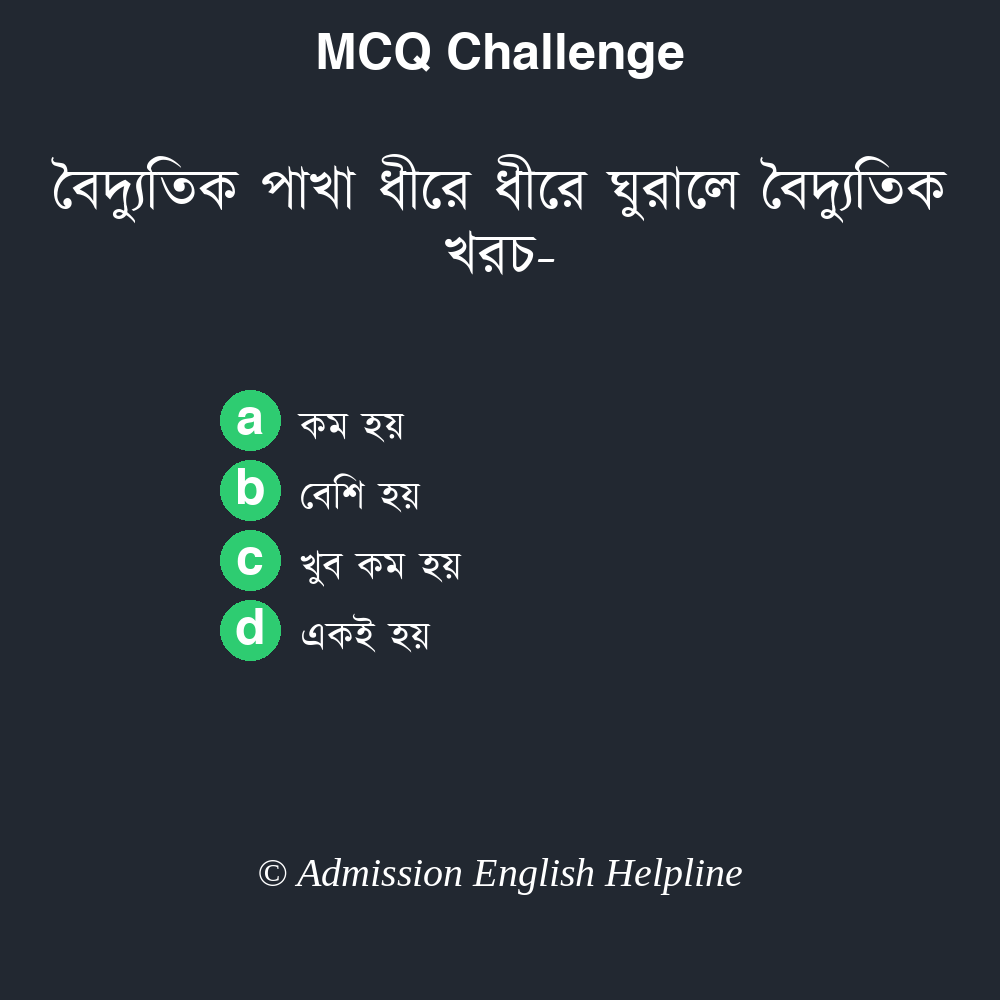 MCQ Challenge
বৈদ্যুতিক পাখা ধীরে ধীরে ঘুরালে বৈদ্যুতিক
খরচ-
a কম হয়
b বেশি হয়
c খুব কম হয়
d একই হয়
© Admission English Helpline